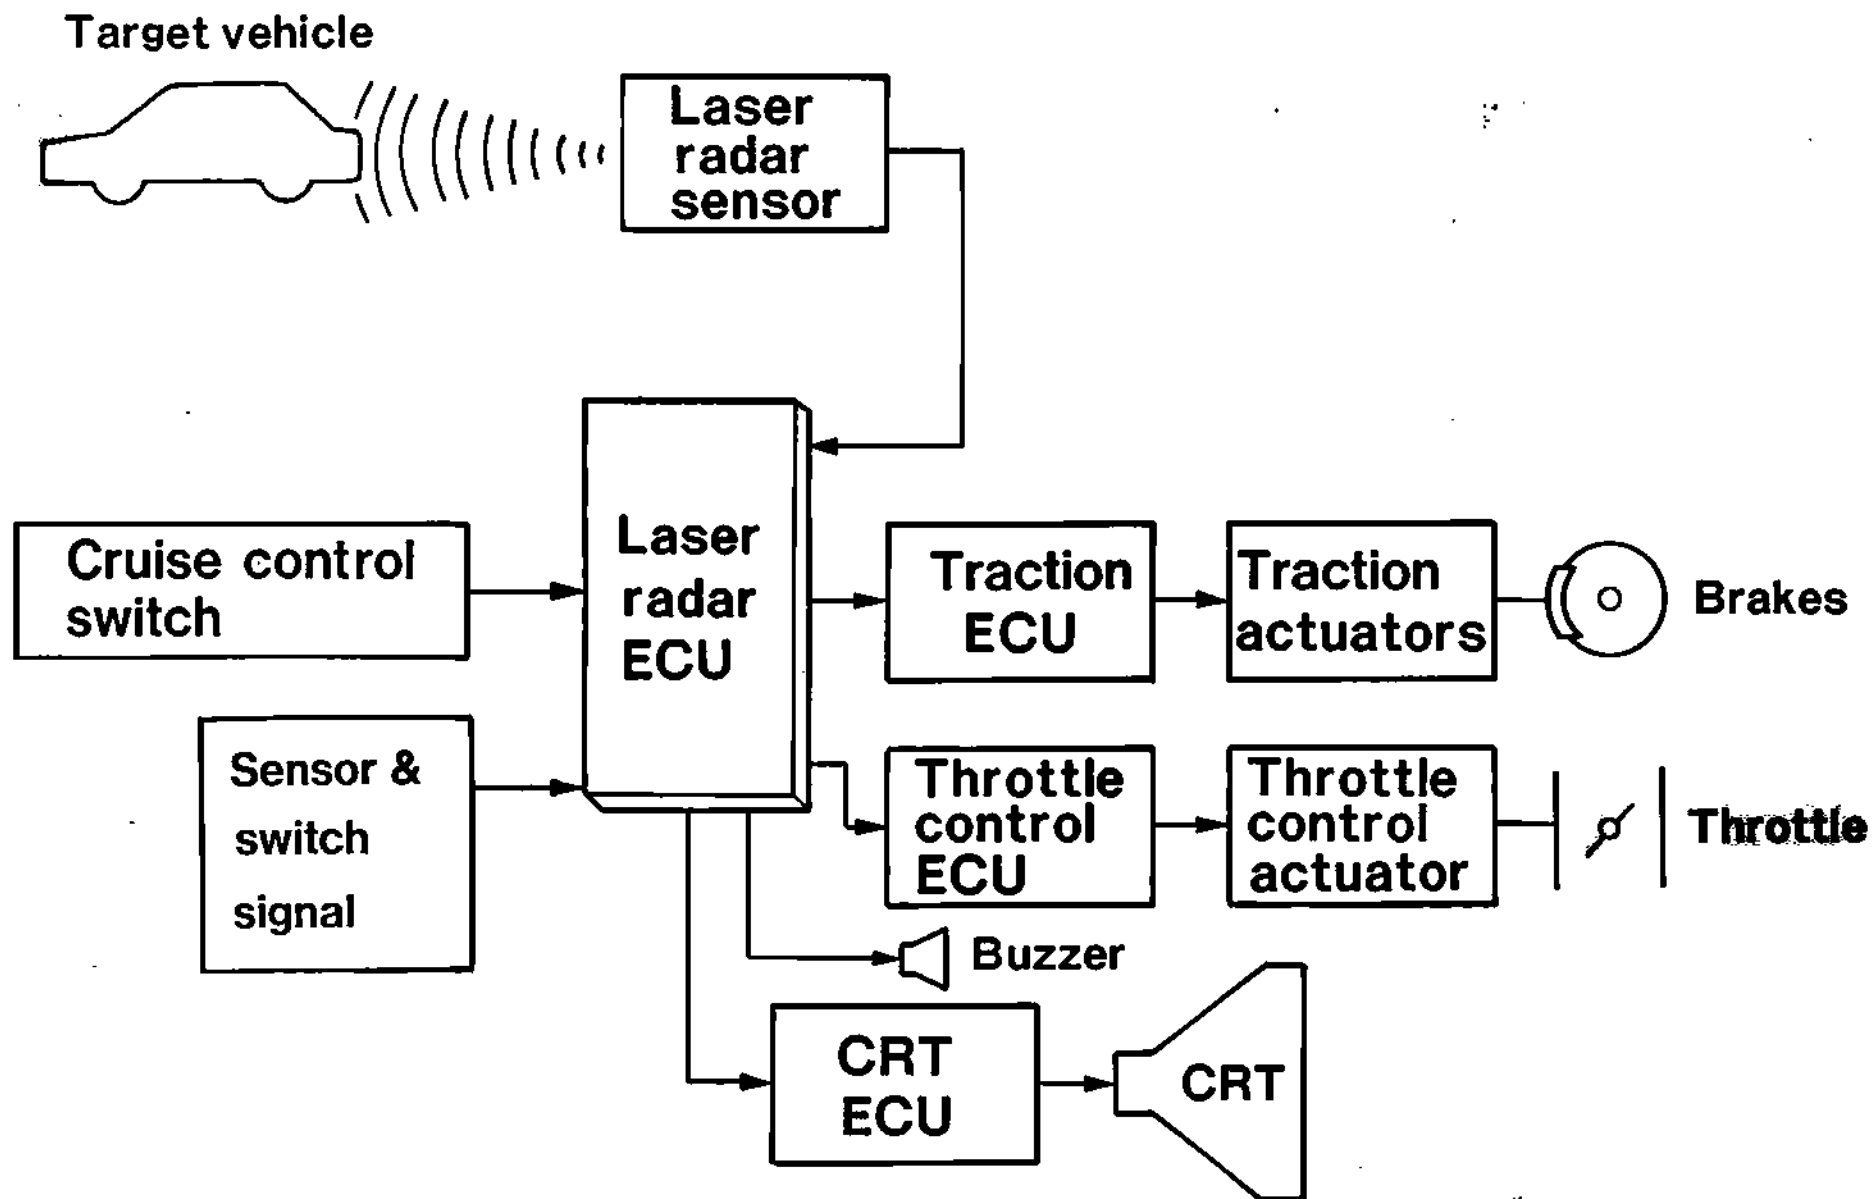 Target vehicle
Laser
radar
sensor
Laser
radar
ECU
Cruise control
switch
Sensor &
switch
signal
Traction
ECU
Traction
actuators
Brakes
Throttle
control
ECU
Throttle
control
actuator
Throttle
Buzzer
CRT
ECU
CRT